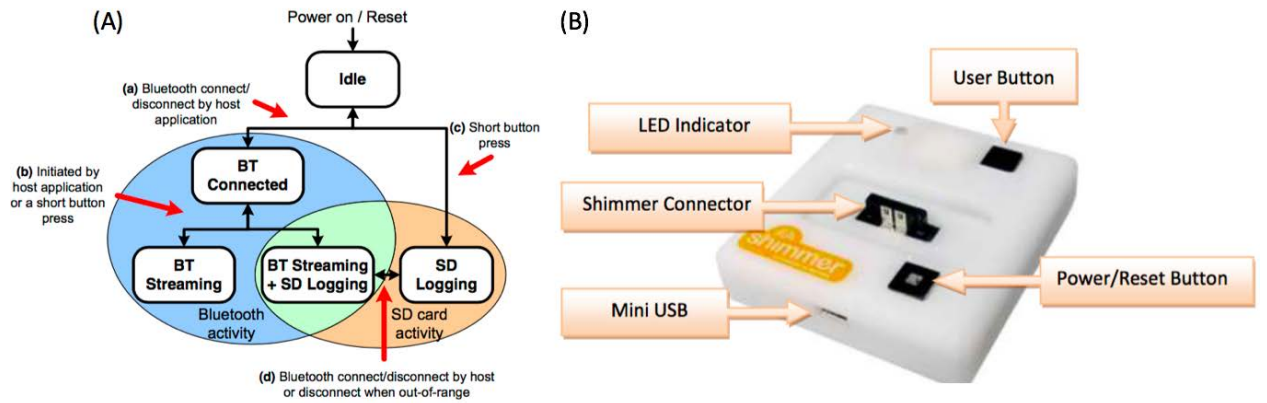 (A)
Power on / Reset
Idle
(a) Bluetooth connect/
disconnect by host
application
(c) Short button
press
(b) Initiated by
host application
or a short button
press
BT
Connected
BT
Streaming
BT Streaming
+ SD Logging
SD
Logging
Bluetooth
activity
SD card
activity
(d) Bluetooth connect/disconnect by host
or disconnect when out-of-range
(B)
User Button
LED Indicator
Shimmer Connector
shimmer
Power/Reset Button
Mini USB